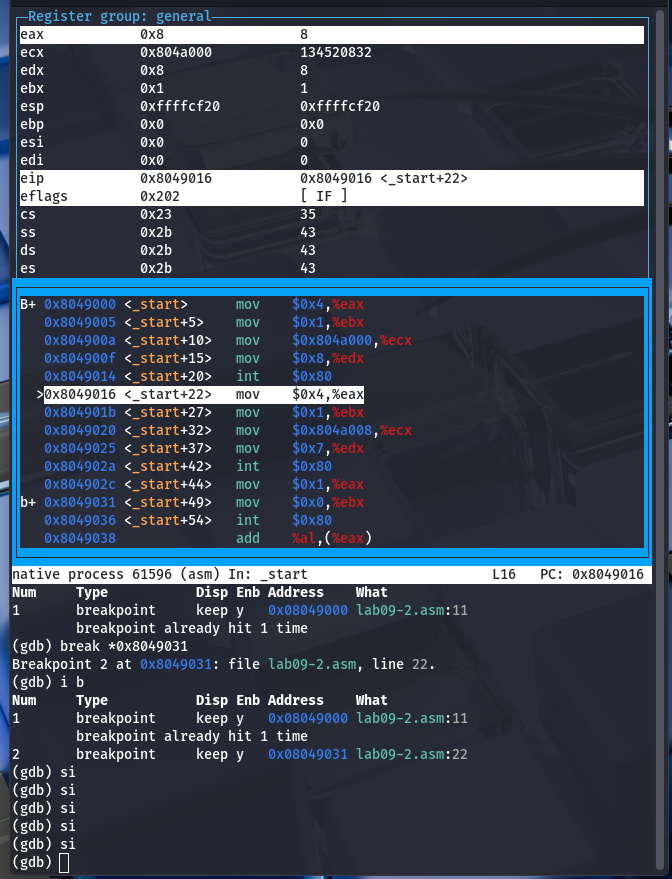 Register group: general
eax 0x8 8
ecx 0x804a000 134520832
edx 0x8 8
ebx 0x1 1
esp 0xffffcf20 0xffffcf20
ebp 0x0 0x0
esi 0x0 0
edi 0x0 0
eip 0x8049016 0x8049016 <_start+22>
eflags 0x202 [ IF ]
cs 0x23 35
ss 0x2b 43
ds 0x2b 43
es 0x2b 43
B+ 0x8049000 <_start> mov $0x4,%eax
0x8049005 <_start+5> mov $0x1,%ebx
0x804900a <_start+10> mov $0x804a000,%ecx
0x804900f <_start+15> mov $0x8,%edx
0x8049014 <_start+20> int $0x80
>0x8049016 <_start+22> mov $0x4,%eax
0x804901b <_start+27> mov $0x1,%ebx
0x8049020 <_start+32> mov $0x804a008,%ecx
0x8049025 <_start+37> mov $0x7,%edx
0x804902a <_start+42> int $0x80
0x804902c <_start+44> mov $0x1,%eax
b+ 0x8049031 <_start+49> mov $0x0,%ebx
0x8049036 <_start+54> int $0x80
0x8049038 add %al,(%eax)
native process 61596 (asm) In: _start L16 PC: 0x8049016
Num Type Disp Enb Address What
1 breakpoint keep y 0x08049000 lab09-2.asm:11
breakpoint already hit 1 time
(gdb) break *0x8049031
Breakpoint 2 at 0x8049031: file lab09-2.asm, line 22.
(gdb) i b
Num Type Disp Enb Address What
1 breakpoint keep y 0x08049000 lab09-2.asm:11
breakpoint already hit 1 time
2 breakpoint keep y 0x08049031 lab09-2.asm:22
(gdb) si
(gdb) si
(gdb) si
(gdb) si
(gdb) si
(gdb)